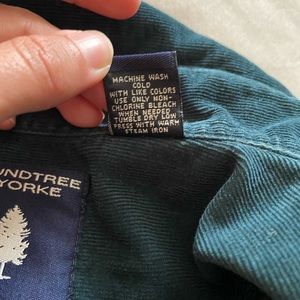 MACHINE WASH
COLD
WITH LIKE COLORS
USE ONLY NON-
CHLORINE BLEACH
WHEN NEEDED
TUMBLE DRY LOW
PRESS WITH WARM
STEAM IRON
UNDTREE
YORKE